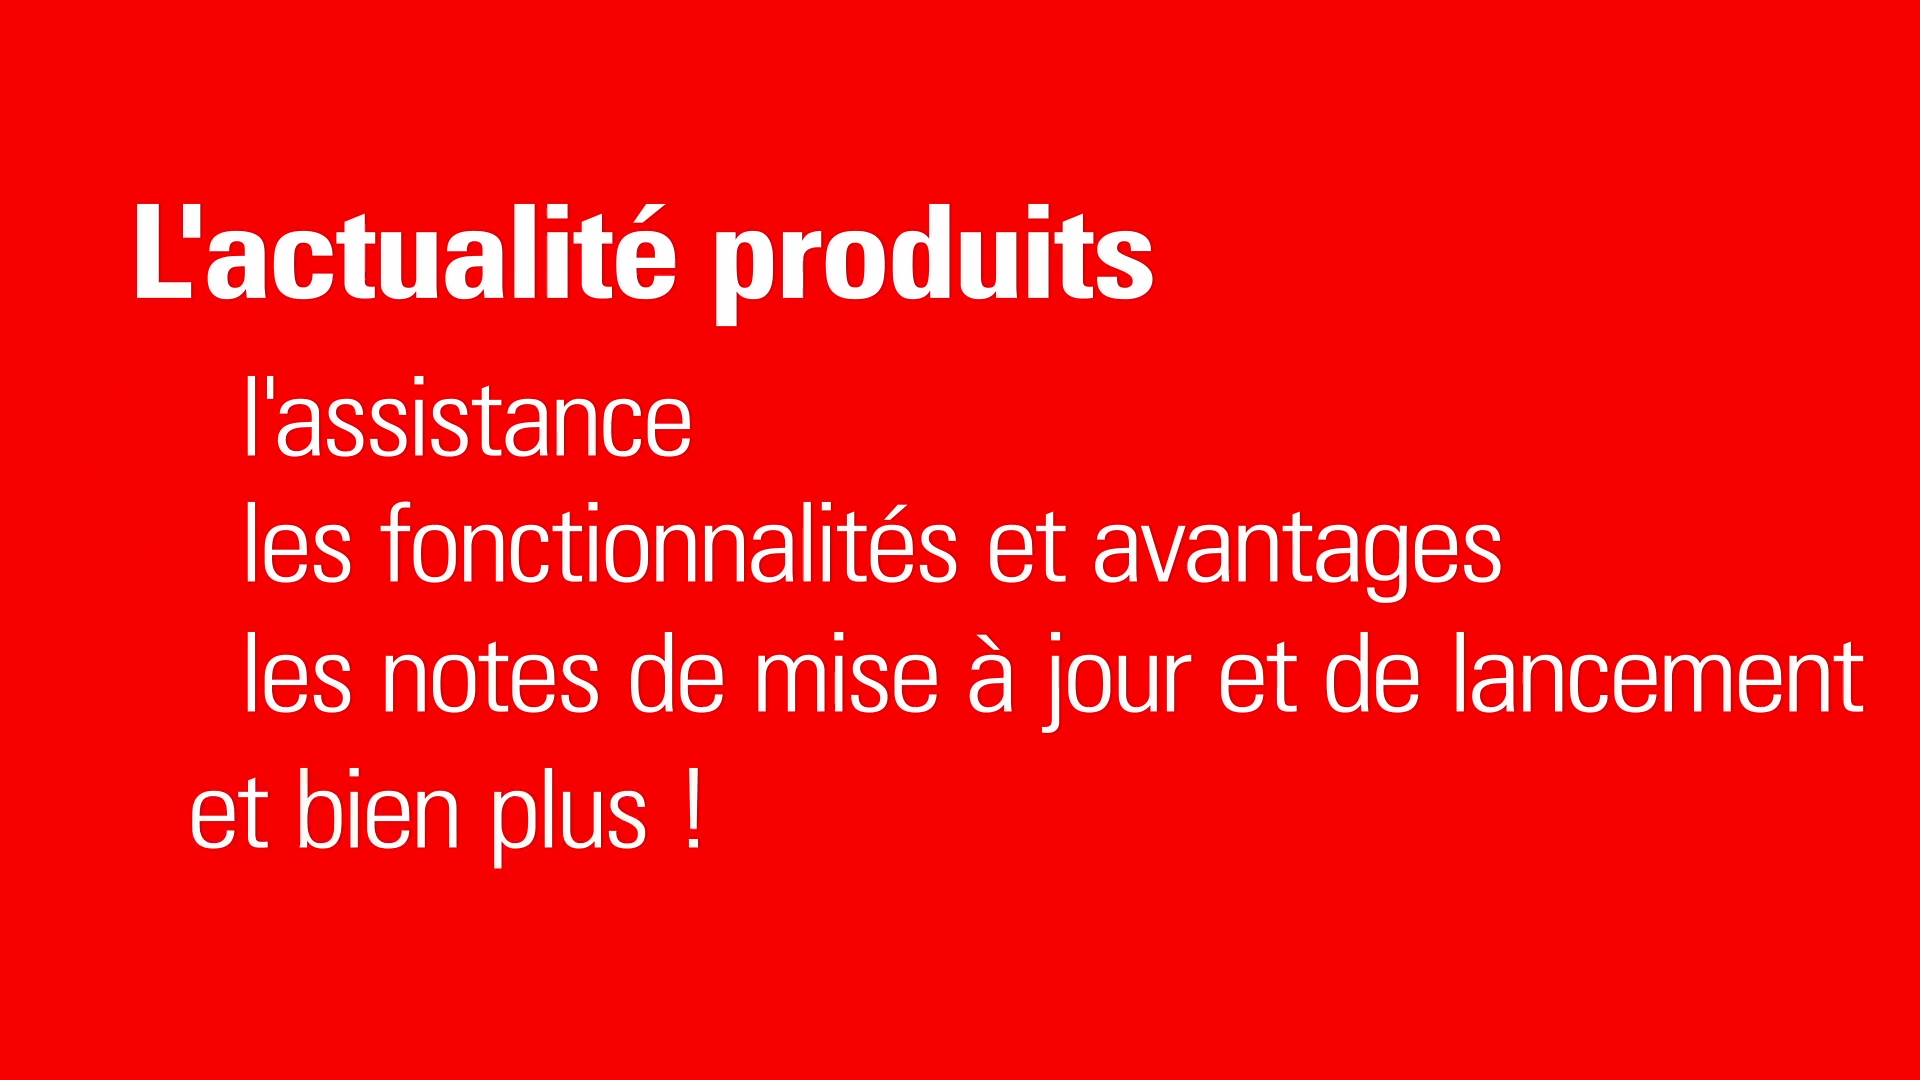 L'actualité produits
l'assistance
les fonctionnalités et avantages
les notes de mise à jour et de lancement
et bien plus !